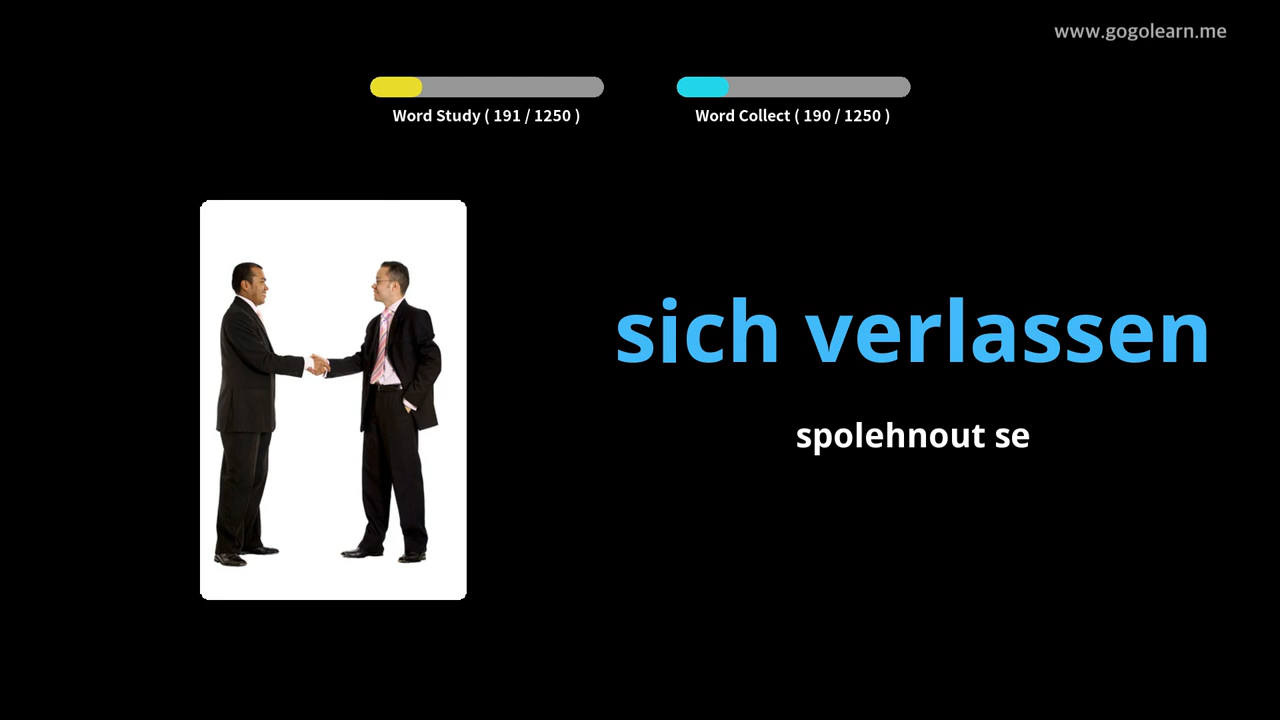 www.gogolearn.me
Word Study ( 191 / 1250 )
Word Collect ( 190 / 1250 )
sich verlassen
spolehnout se